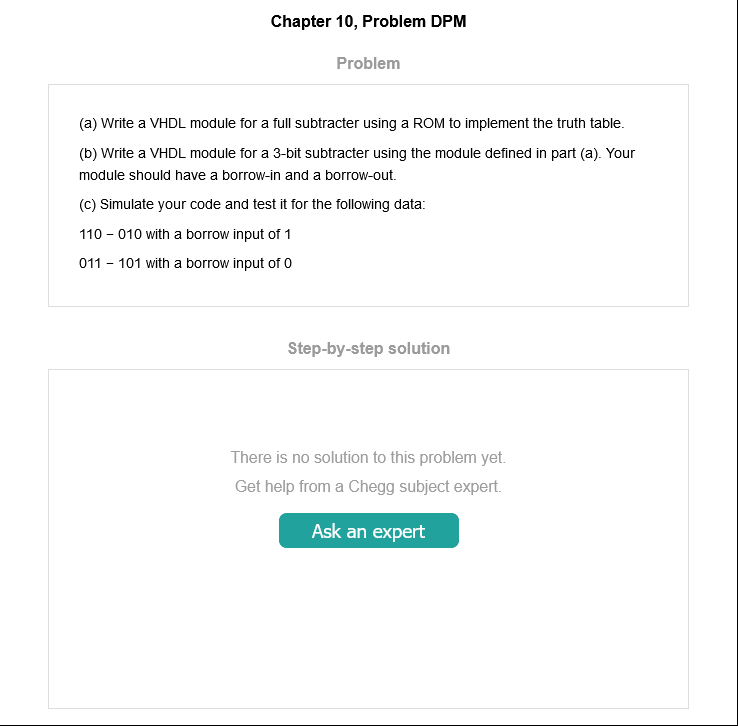 Chapter 10, Problem DPM
Problem
(a) Write a VHDL module for a full subtracter using a ROM to implement the truth table.
(b) Write a VHDL module for a 3-bit subtracter using the module defined in part (a). Your
module should have a borrow-in and a borrow-out.
(c) Simulate your code and test it for the following data:
110 − 010 with a borrow input of 1
011 − 101 with a borrow input of 0
Step-by-step solution
There is no solution to this problem yet.
Get help from a Chegg subject expert.
Ask an expert